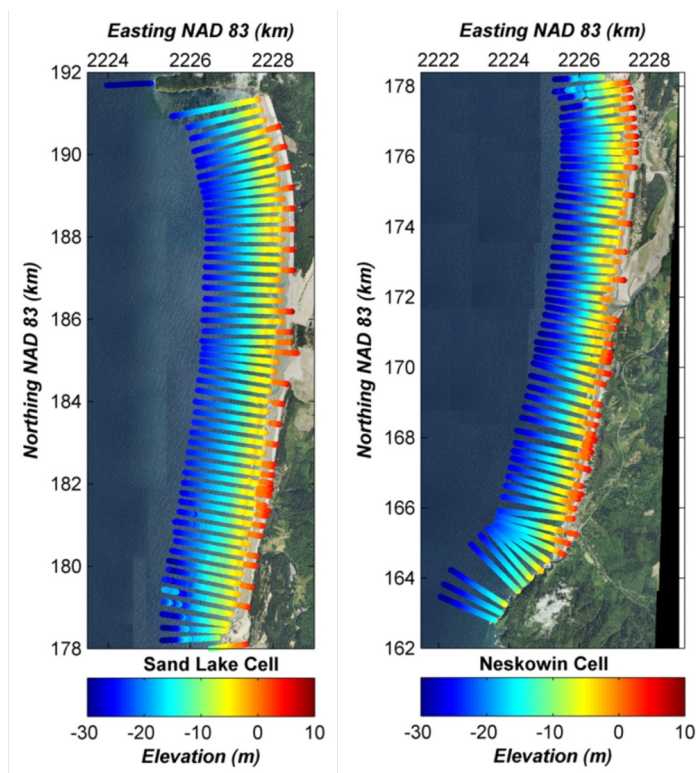 Easting NAD 83 (km)
2224 2226 2228
Northing NAD 83 (km)
192
190
188
186
184
182
180
178
Sand Lake Cell
-30 -20 -10 0 10
Elevation (m)
Easting NAD 83 (km)
2222 2224 2226 2228
Northing NAD 83 (km)
178
176
174
172
170
168
166
164
162
Neskowin Cell
-30 -20 -10 0 10
Elevation (m)